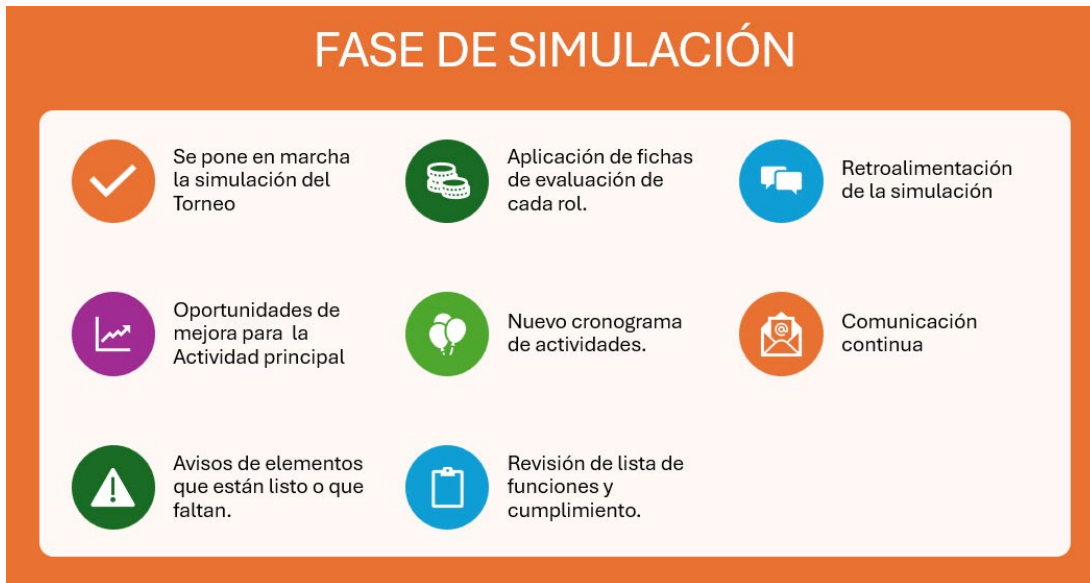 FASE DE SIMULACIÓN
Se pone en marcha
la simulación del
Torneo
Aplicación de fichas
de evaluación de
cada rol.
Retroalimentación
de la simulación
Oportunidades de
mejora para  la
Actividad principal
Nuevo cronograma
de actividades.
Comunicación
continua
Avisos de elementos
que están listo o que
faltan.
Revisión de lista de
funciones y
cumplimiento.